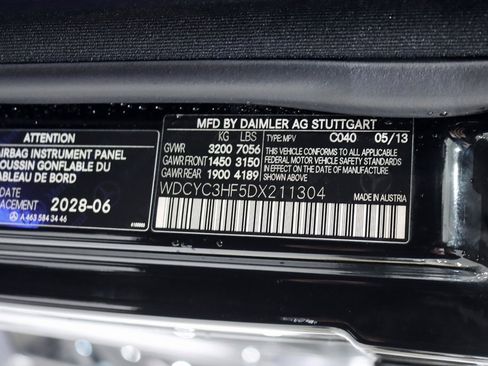 ATTENTION
AIRBAG INSTRUMENT PANEL
COUSSIN GONFLABLE DU
TABLEAU DE BORD
DATE
2028-06
A 463 584 34 46
MFD BY DAIMLER AG STUTTGART
KG LBS TYPE: MPV C040 05/13
GVWR 3200 7056 THIS VEHICLE CONFORMS TO ALL APPLICABLE
GAWR FRONT 1450 3150 FEDERAL MOTOR VEHICLE SAFETY STANDARDS
GAWR REAR 1900 4189 IN EFFECT ON THE DATE OF MANUFACTURE
SHOWN ABOVE. MADE IN AUSTRIA
WDCYC3HF5DX211304